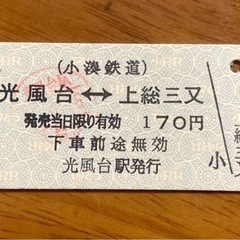 (小湊鉄道)
光風台↔上総三又
発売当日限り有効 170円
下車前途無効
光風台駅発行 小